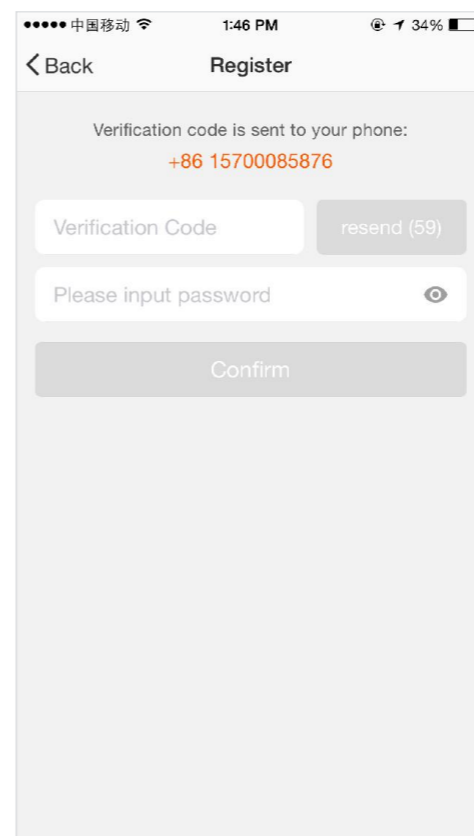 中国移动 1:46 PM 34%
Back Register
Verification code is sent to your phone:
+86 15700085876
Verification Code resend (59)
Please input password
Confirm